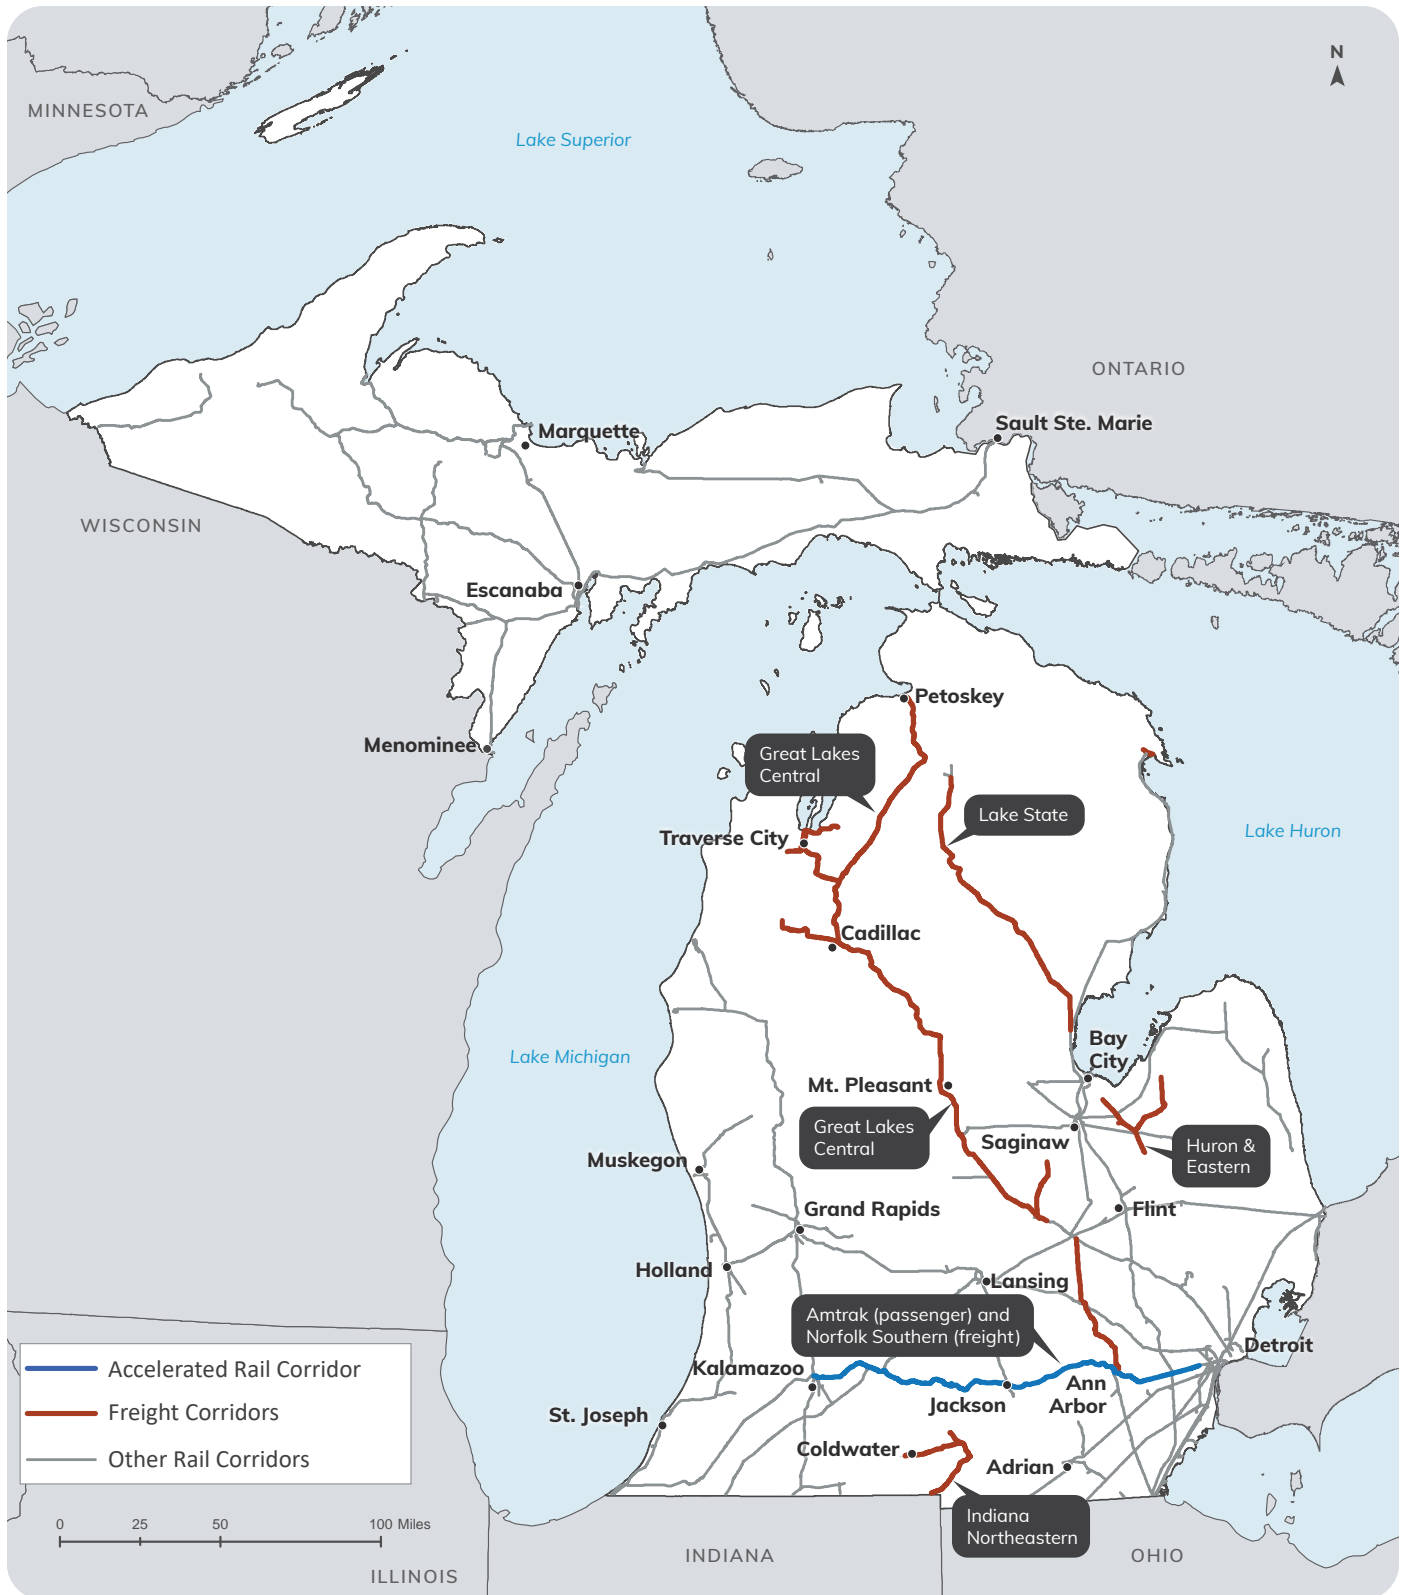 N
MINNESOTA
Lake Superior
ONTARIO
Sault Ste. Marie
Marquette
WISCONSIN
Escanaba
Petoskey
Menominee
Great Lakes
Central
Lake State
Lake Huron
Traverse City
Cadillac
Bay
City
Lake Michigan
Mt. Pleasant
Great Lakes
Central
Saginaw
Huron &
Eastern
Muskegon
Grand Rapids
Flint
Holland
Lansing
Amtrak (passenger) and
Norfolk Southern (freight)
Detroit
Kalamazoo
Ann
Arbor
Jackson
St. Joseph
Coldwater
Adrian
Indiana
Northeastern
Accelerated Rail Corridor
Freight Corridors
Other Rail Corridors
0 25 50 100 Miles
ILLINOIS
INDIANA
OHIO